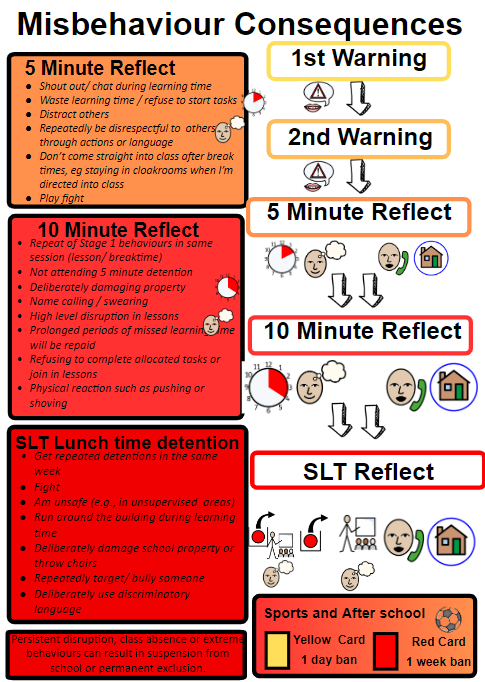 Misbehaviour Consequences
5 Minute Reflect
Shout out/ chat during learning time
Waste learning time / refuse to start tasks
Distract others
Repeatedly be disrespectful to others
through actions or language
Don't come straight into class after break
times, eg staying in cloakrooms when I'm
directed into class
Play fight
10 Minute Reflect
Repeat of Stage 1 behaviours in same
session (lesson/ breaktime)
Not attending 5 minute detention
Deliberately damaging property
Name calling / swearing
High level disruption in lessons
Prolonged periods of missed learning
will be repaid
Refusing to complete allocated tasks or
join in lessons
Physical reaction such as pushing or
shoving
SLT Lunch time detention
Get repeated detentions in the same
week
Fight
Am unsafe (e.g., in unsupervised areas)
Run around the building during learning
time
Deliberately damage school property or
throw chairs
Repeatedly target/ bully someone
Deliberately use discriminatory
language
Persistent disruption, class absence or extreme
behaviours can result in suspension from
school or permanent exclusion.
1st Warning
2nd Warning
5 Minute Reflect
10 Minute Reflect
SLT Reflect
Sports and After school
Yellow Card
1 day ban
Red Card
1 week ban